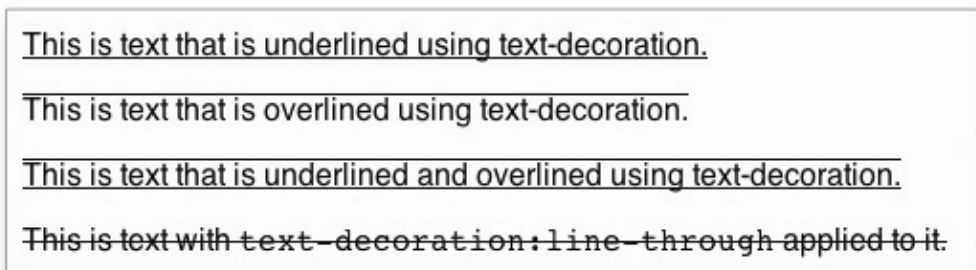 This is text that is underlined using text-decoration.
This is text that is overlined using text-decoration.
This is text that is underlined and overlined using text-decoration.
This is text with text-decoration:line-through applied to it.